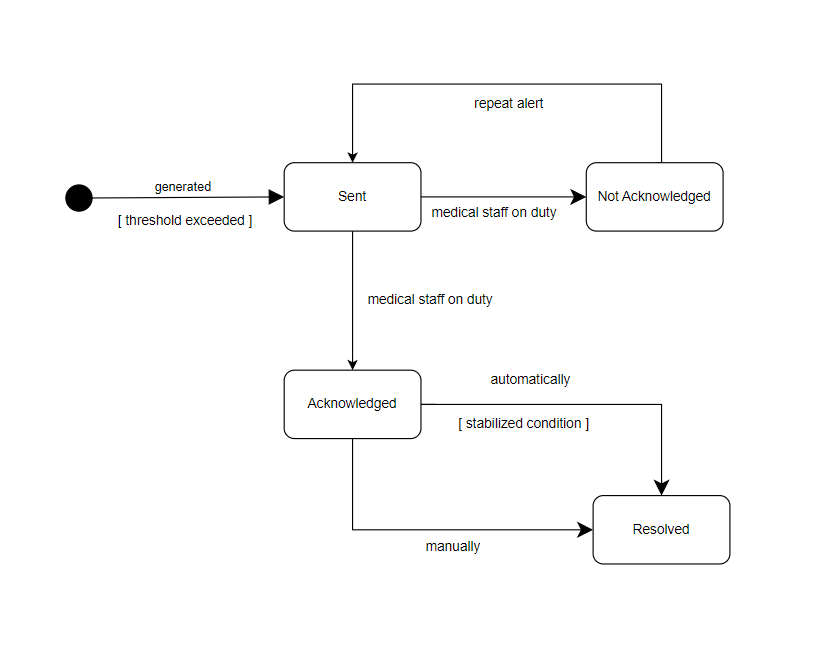 repeat alert
generated
[ threshold exceeded ]
Sent
medical staff on duty
Not Acknowledged
medical staff on duty
Acknowledged
automatically
[ stabilized condition ]
manually
Resolved